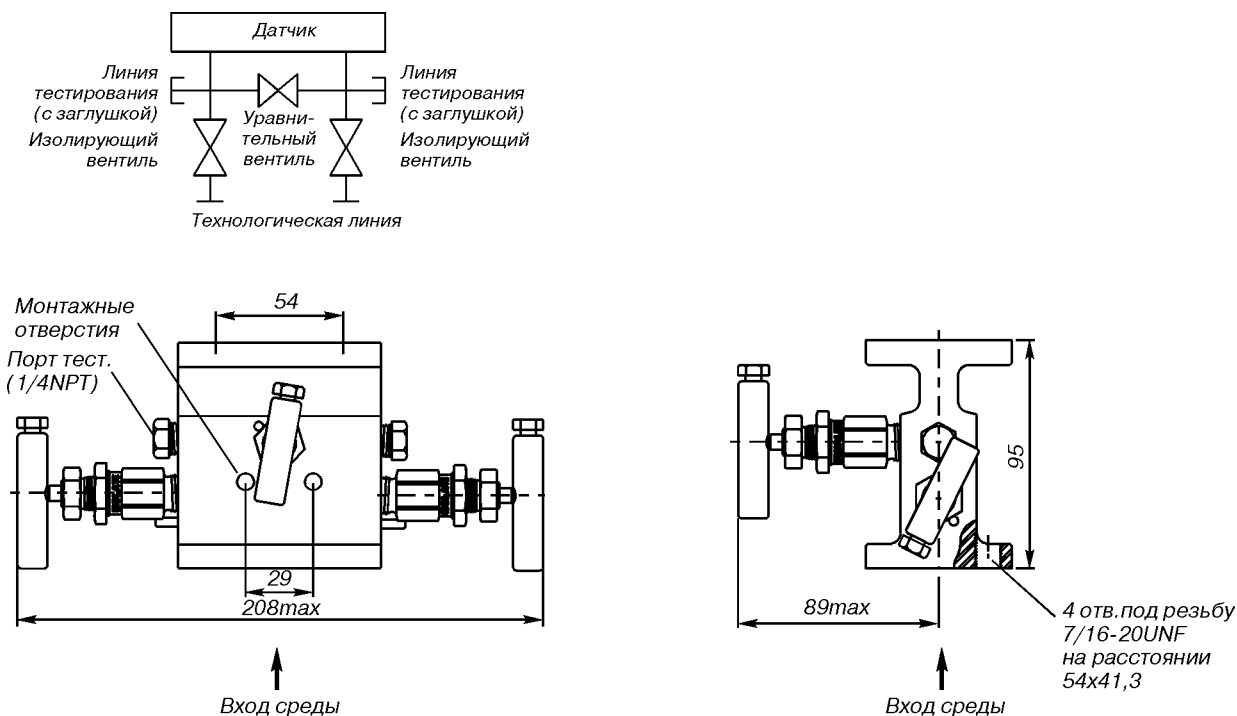 Датчик
Линия
тестирования
(с заглушкой)
Изолирующий
вентиль
Уравни-
тельный
вентиль
Линия
тестирования
(с заглушкой)
Изолирующий
вентиль
Технологическая линия
Монтажные
отверстия
Порт тест.
(1/4NPT)
54
29
208max
Вход среды
95
89max
4 отв.под резьбу
7/16-20UNF
на расстоянии
54x41,3
Вход среды